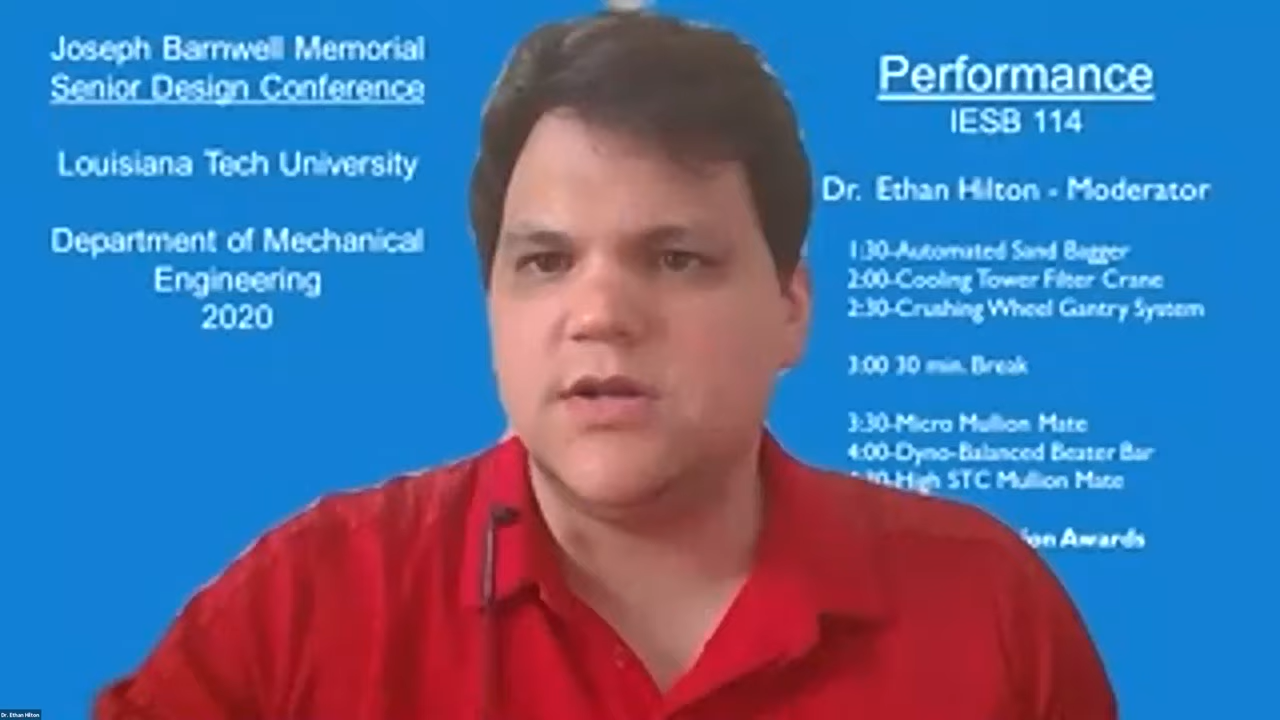 Joseph Barnwell Memorial
Senior Design Conference
Louisiana Tech University
Department of Mechanical
Engineering
2020
Performance
IESB 114
Dr. Ethan Hilton - Moderator
1:30-Automated Sand Bagger
2:00-Cooling Tower Filter Crane
2:30-Crushing Wheel Gantry System
3:00 30 min. Break
3:30-Micro Mullion Mate
4:00-Dyno-Balanced Beater Bar
:30-High STC Mullion Mate
ion Awards
Dr. Ethan Hilton